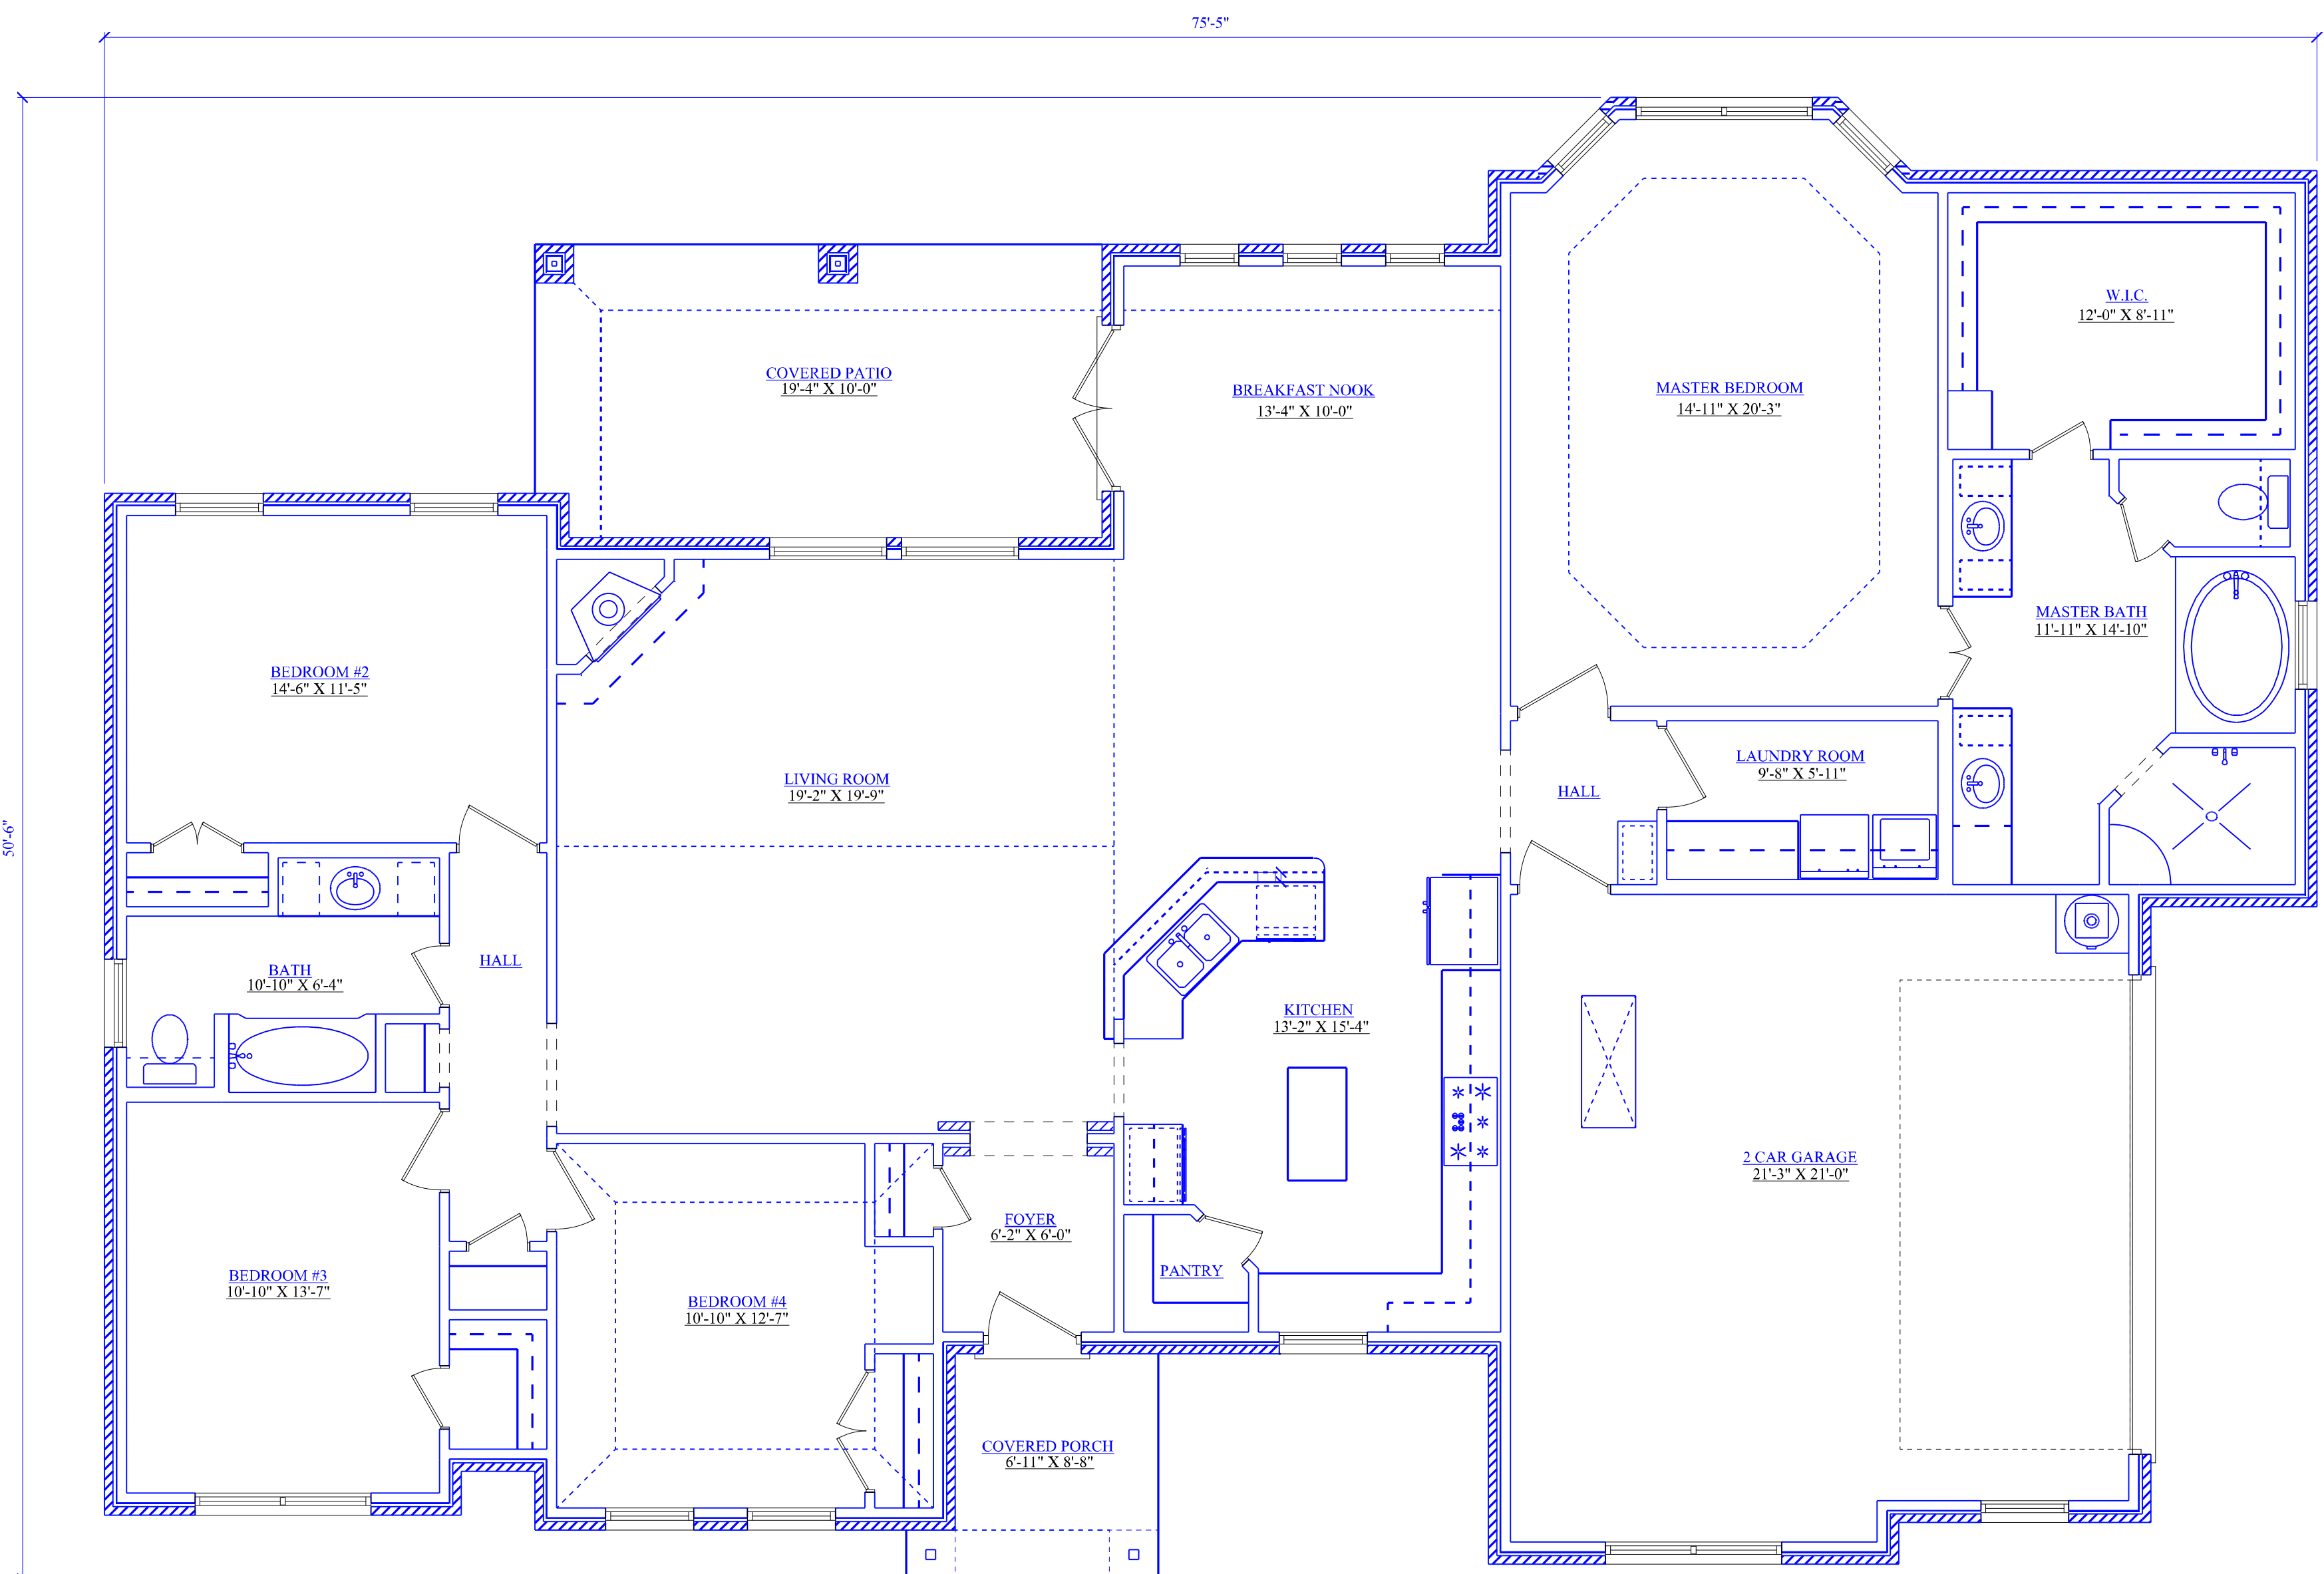 75'-5"
50'-6"
W.I.C.
12'-0" X 8'-11"
COVERED PATIO
19'-4" X 10'-0"
BREAKFAST NOOK
13'-4" X 10'-0"
MASTER BEDROOM
14'-11" X 20'-3"
MASTER BATH
11'-11" X 14'-10"
BEDROOM #2
14'-6" X 11'-5"
LIVING ROOM
19'-2" X 19'-9"
HALL
LAUNDRY ROOM
9'-8" X 5'-11"
HALL
BATH
10'-10" X 6'-4"
KITCHEN
13'-2" X 15'-4"
2 CAR GARAGE
21'-3" X 21'-0"
FOYER
6'-2" X 6'-0"
PANTRY
BEDROOM #3
10'-10" X 13'-7"
BEDROOM #4
10'-10" X 12'-7"
COVERED PORCH
6'-11" X 8'-8"